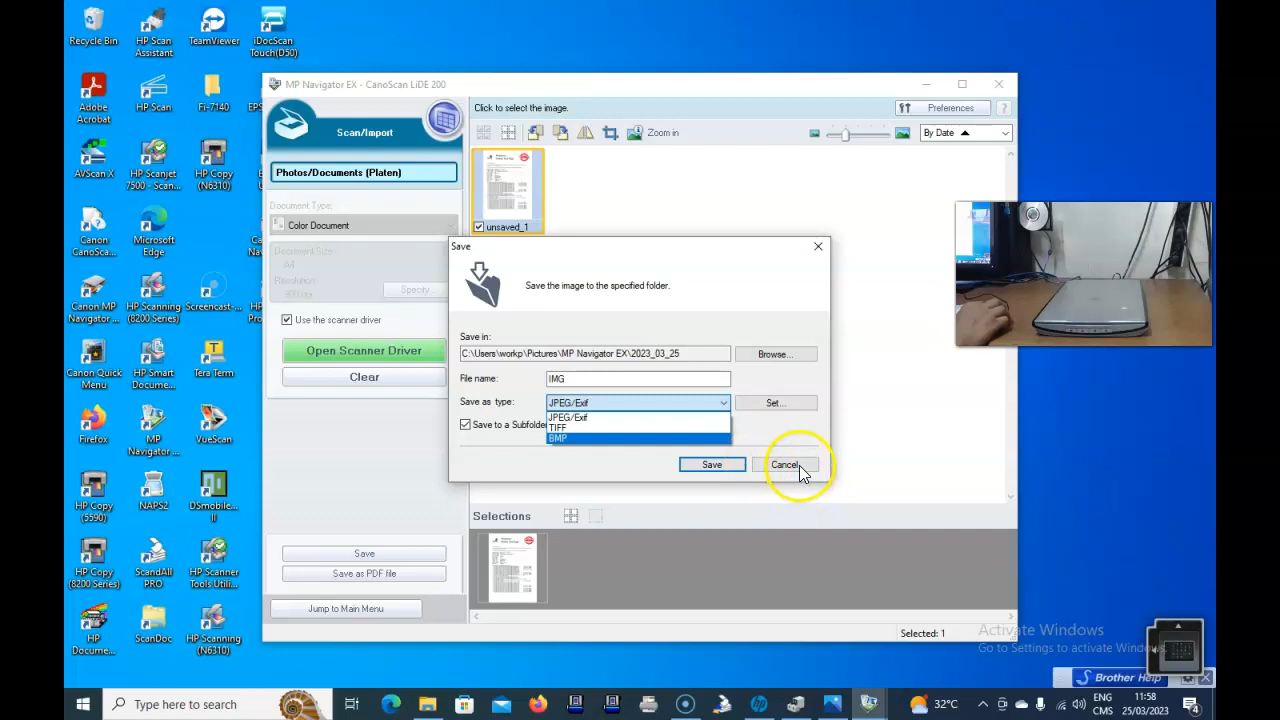 Recycle Bin
HP Scan Assistant
TeamViewer
iDocScan Touch(D50)
Adobe Acrobat
HP Scan
Fi-7140
AVScan X
HP Scanjet 7500 - Scan...
HP Copy (N6310)
Canon CanoSca...
Microsoft Edge
Canon MP Navigator ...
HP Scanning (8200 Series)
Screencast-...
Canon Quick Menu
HP Smart Docume...
Tera Term
Firefox
MP Navigator ...
VueScan
HP Copy (5590)
NAPS2
DSmobile... II
HP Copy (8200 Series)
ScandAll PRO
HP Scanner Tools Utili...
HP Docume...
ScanDoc
HP Scanning (N6310)
MP Navigator EX - CanoScan LiDE 200
Scan/Import
Click to select the image.
Preferences
?
Zoom in
By Date
Photos/Documents (Platen)
Document Type:
Color Document
Document Size:
A4
Resolution:
Specify...
Use the scanner driver
Open Scanner Driver
Clear
unsaved_1
Save
Save the image to the specified folder.
Save in:
C:\Users\workp\Pictures\MP Navigator EX\2023_03_25
Browse...
File name:
IMG
Save as type:
JPEG/Exif
Set...
JPEG/Exif
TIFF
BMP
Save to a Subfolder
Save
Cancel
Selections
Save
Save as PDF file
Jump to Main Menu
Selected: 1
Activate Windows
Go to Settings to activate Windows.
Brother Help
Type here to search
32°C
ENG
CMS
11:58
25/03/2023
4